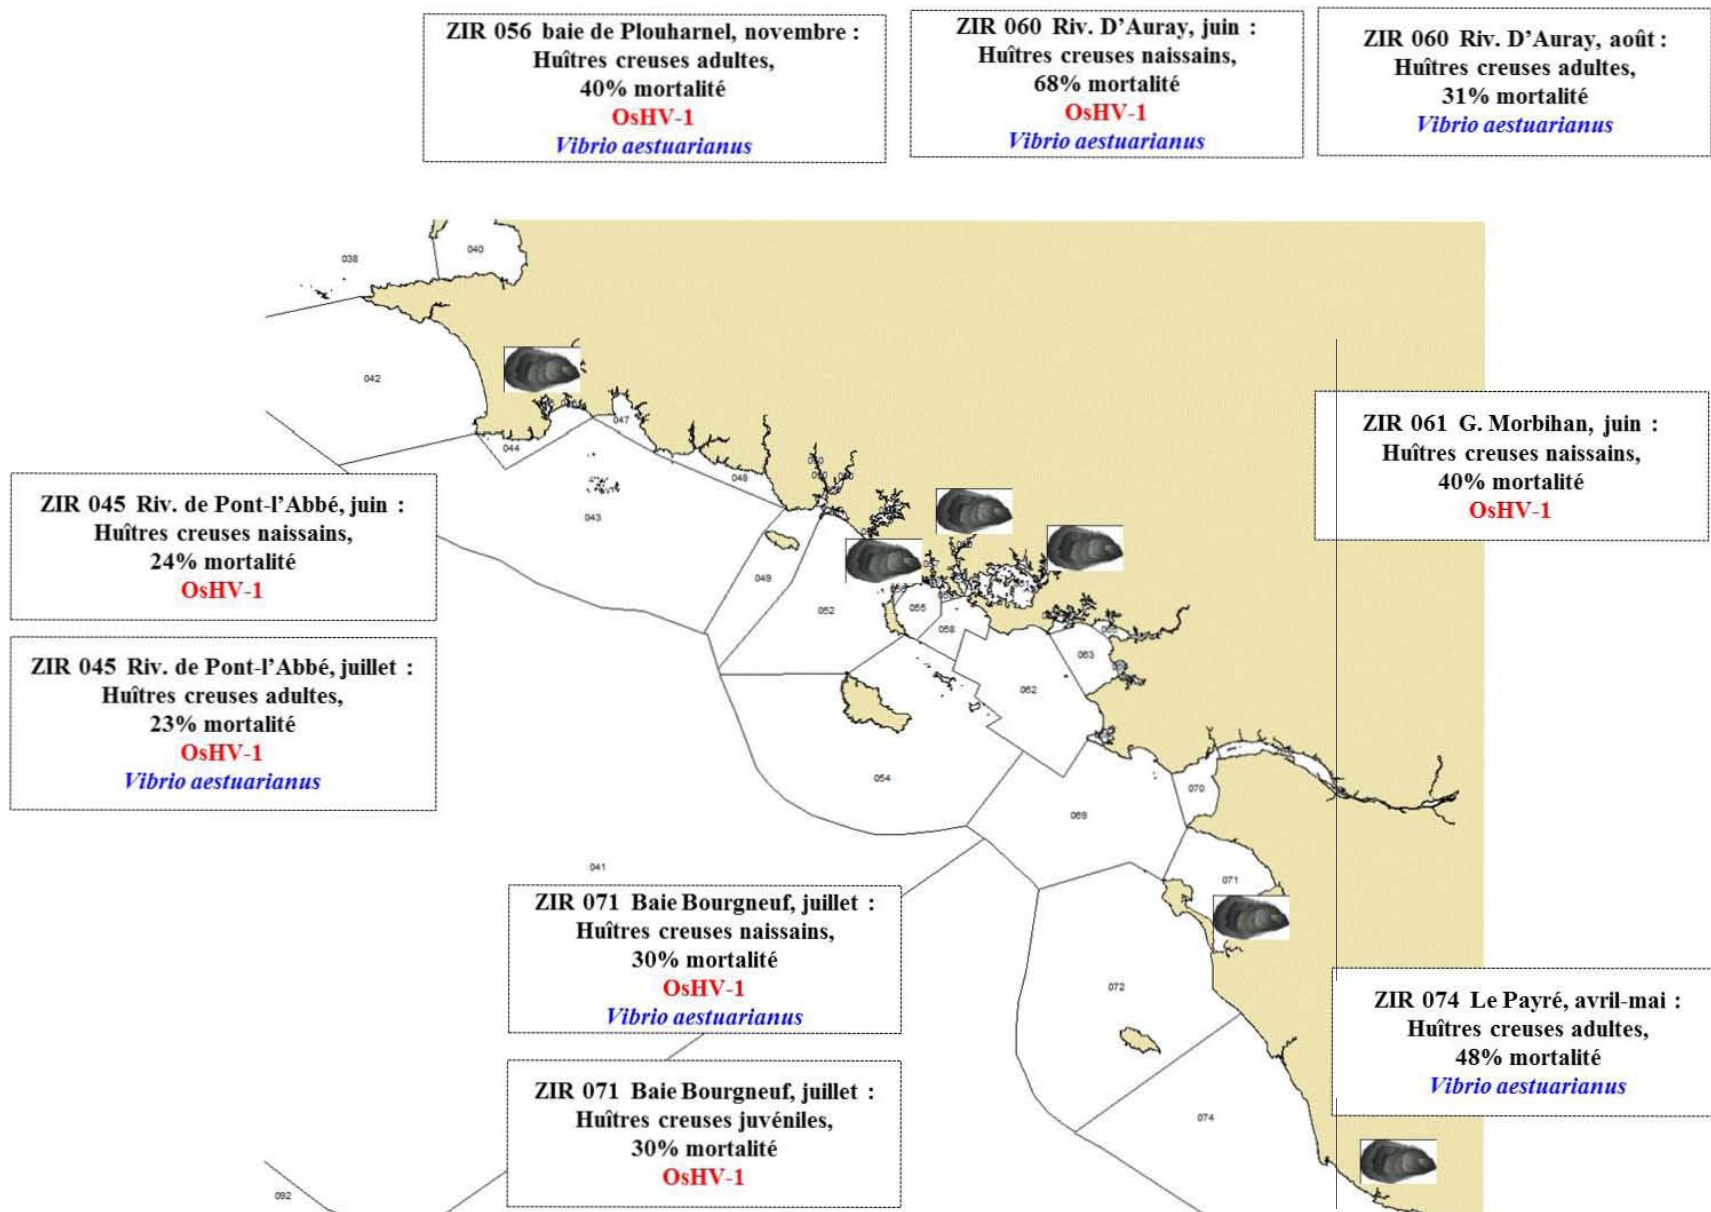 ZIR 056 baie de Plouharnel, novembre :
Huîtres creuses adultes,
40% mortalité
OsHV-1
Vibrio aestuarianus
ZIR 060 Riv. D’Auray, juin :
Huîtres creuses naissains,
68% mortalité
OsHV-1
Vibrio aestuarianus
ZIR 060 Riv. D’Auray, août :
Huîtres creuses adultes,
31% mortalité
Vibrio aestuarianus
038
040
042
044
047
048
043
ZIR 061 G. Morbihan, juin :
Huîtres creuses naissains,
40% mortalité
OsHV-1
ZIR 045 Riv. de Pont-l’Abbé, juin :
Huîtres creuses naissains,
24% mortalité
OsHV-1
049
052
055
058
063
062
ZIR 045 Riv. de Pont-l’Abbé, juillet :
Huîtres creuses adultes,
23% mortalité
OsHV-1
Vibrio aestuarianus
054
069
070
041
071
ZIR 071 Baie Bourgneuf, juillet :
Huîtres creuses naissains,
30% mortalité
OsHV-1
Vibrio aestuarianus
072
ZIR 074 Le Payré, avril-mai :
Huîtres creuses adultes,
48% mortalité
Vibrio aestuarianus
ZIR 071 Baie Bourgneuf, juillet :
Huîtres creuses juvéniles,
30% mortalité
OsHV-1
074
092